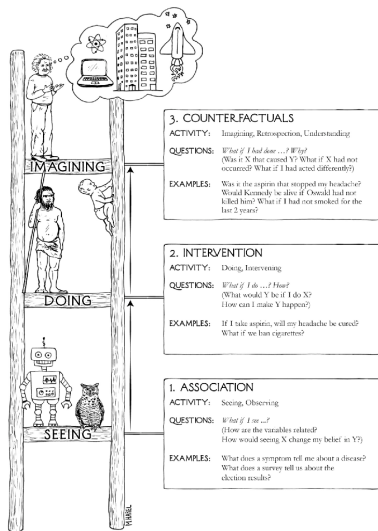 3. COUNTERFACTUALS
ACTIVITY: Imagining, Retrospection, Understanding
QUESTIONS: What if I had done ...? Why?
(Was it X that caused Y? What if X had not
occurred? What if I had acted differently?)
EXAMPLES: Was it the aspirin that stopped my headache?
Would Kennedy be alive if Oswald had not
killed him? What if I had not smoked for the
last 2 years?
IMAGINING
2. INTERVENTION
ACTIVITY: Doing, Intervening
QUESTIONS: What if I do ...? How?
(What would Y be if I do X?
How can I make Y happen?)
EXAMPLES: If I take aspirin, will my headache be cured?
What if we ban cigarettes?
DOING
1. ASSOCIATION
ACTIVITY: Seeing, Observing
QUESTIONS: What if I see ...?
(How are the variables related?
How would seeing X change my belief in Y?)
EXAMPLES: What does a symptom tell me about a disease?
What does a survey tell us about the
election results?
SEEING
M.HAREL